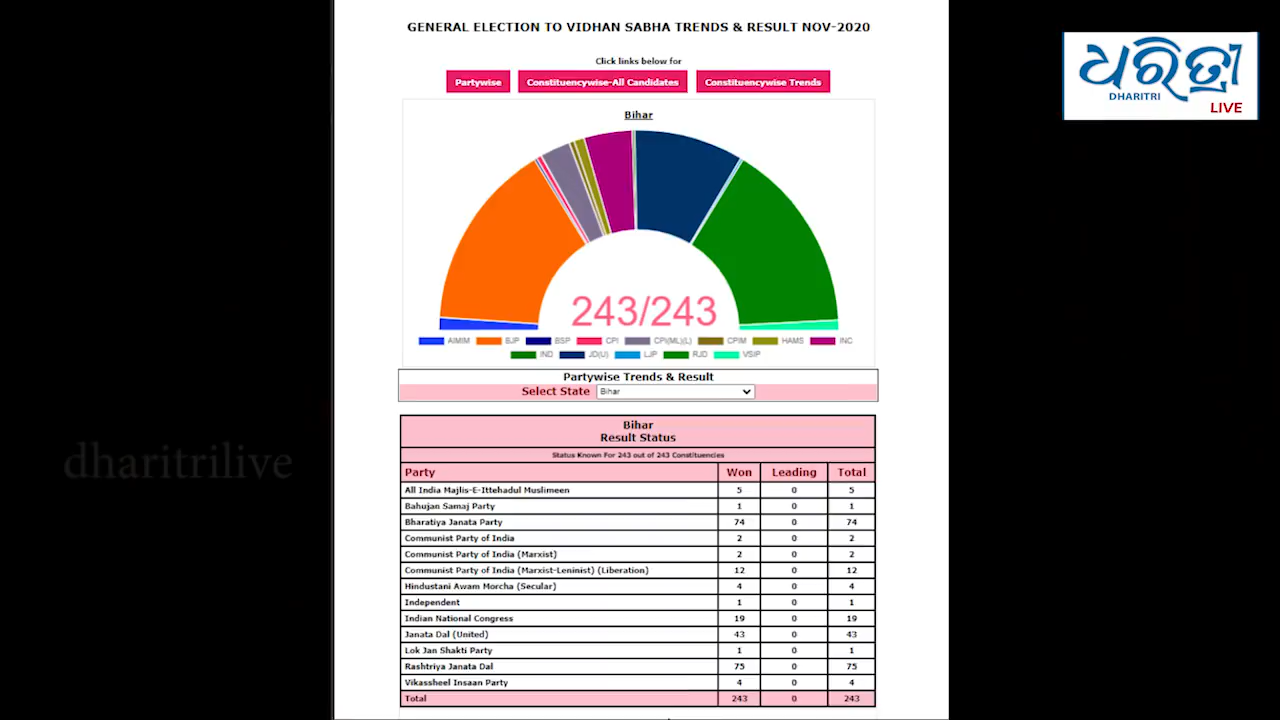 GENERAL ELECTION TO VIDHAN SABHA TRENDS & RESULT NOV-2020
Click links below for
Partywise Constituencywise-All Candidates Constituencywise Trends
ଧରିତ୍ରୀ
DHARITRI
LIVE
Bihar
243/243
AIMIM BJP BSP CPI CPI(ML)(L) CPIM HAMS INC
IND JD(U) LJP RJD VSIP
Partywise Trends & Result
Select State Bihar
Bihar
Result Status
Status Known For 243 out of 243 Constituencies
Party Won Leading Total
All India Majlis-E-Ittehadul Muslimeen 5 0 5
Bahujan Samaj Party 1 0 1
Bharatiya Janata Party 74 0 74
Communist Party of India 2 0 2
Communist Party of India (Marxist) 2 0 2
Communist Party of India (Marxist-Leninist) (Liberation) 12 0 12
Hindustani Awam Morcha (Secular) 4 0 4
Independent 1 0 1
Indian National Congress 19 0 19
Janata Dal (United) 43 0 43
Lok Jan Shakti Party 1 0 1
Rashtriya Janata Dal 75 0 75
Vikassheel Insaan Party 4 0 4
Total 243 0 243
dharitrilive